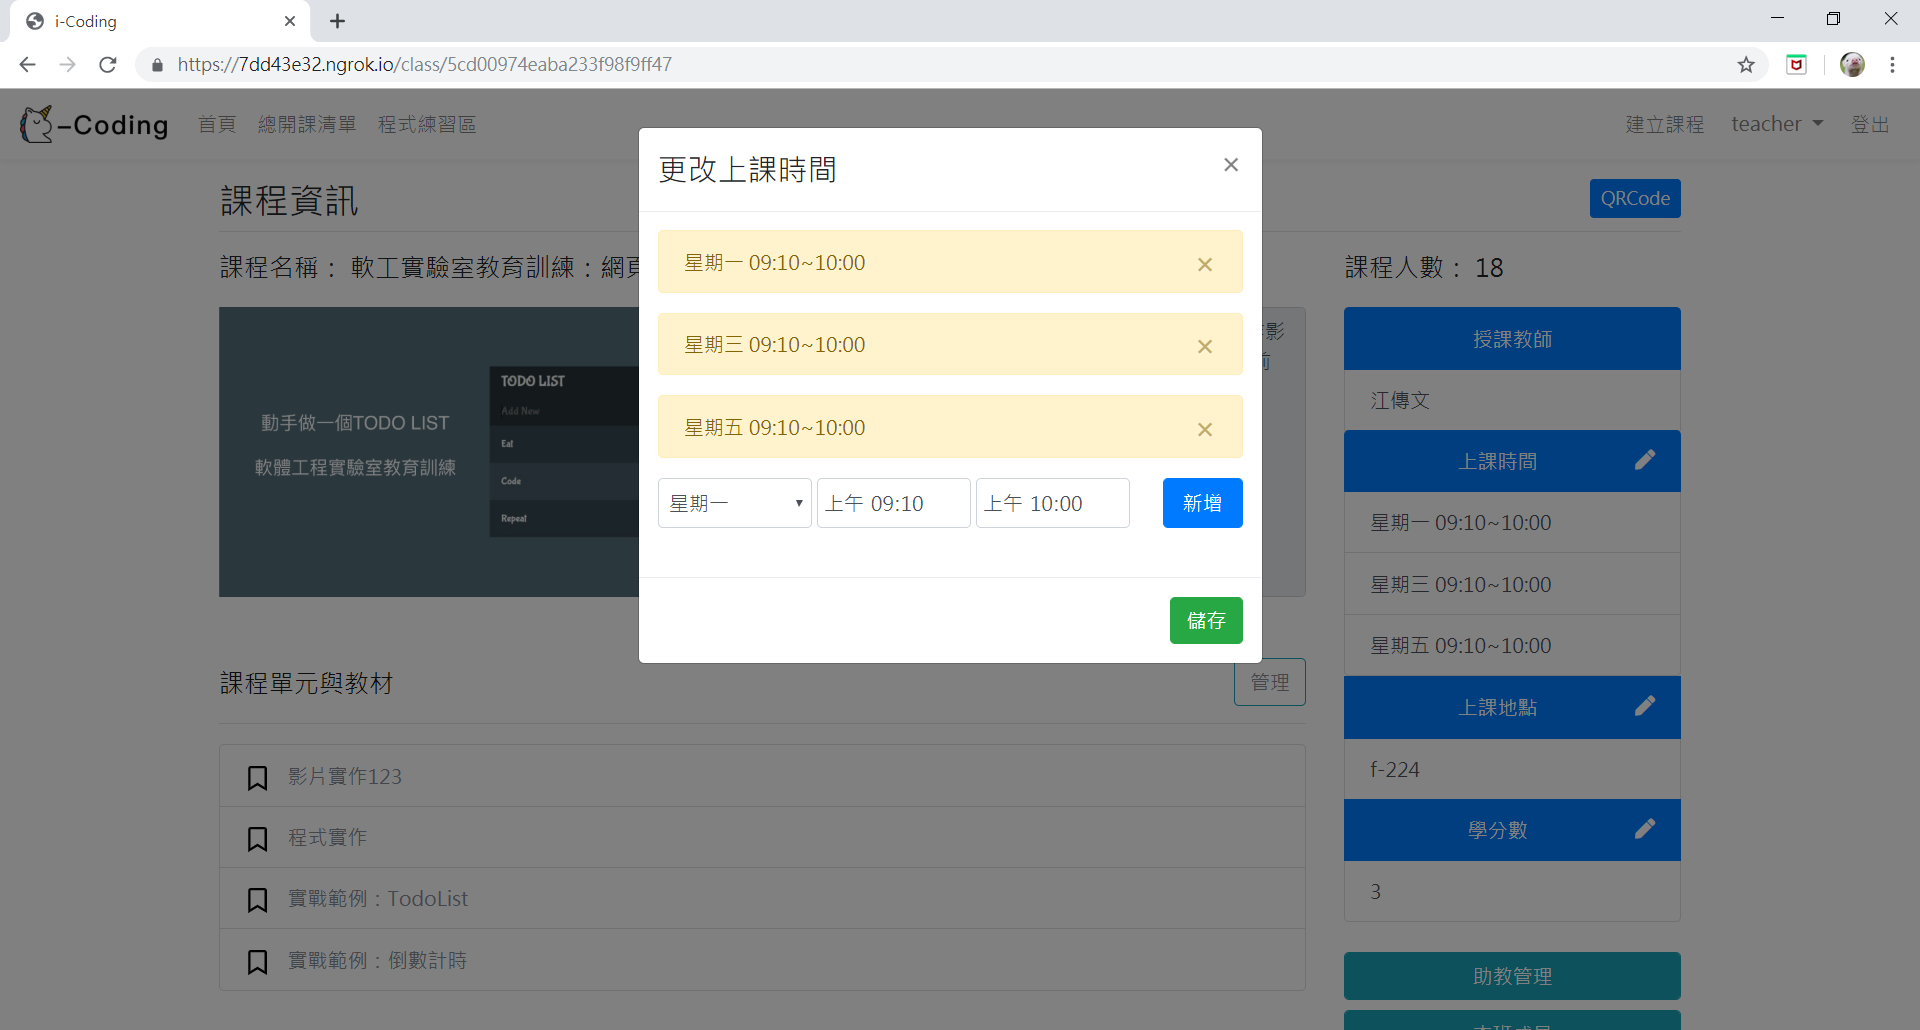 i-Coding
https://7dd43e32.ngrok.io/class/5cd00974eaba233f98f9ff47
-Coding 首頁 總開課清單 程式練習區 建立課程 teacher 登出
更改上課時間 ×
星期一 09:10~10:00 ×
星期三 09:10~10:00 ×
星期五 09:10~10:00 ×
星期一 上午 09:10 上午 10:00 新增
儲存
課程資訊 QRCode
課程名稱： 軟工實驗室教育訓練：網頁
課程人數： 18
動手做一個TODO LIST
軟體工程實驗室教育訓練
TODO LIST
Add New
Eat
Code
Repeat
影
前
授課教師
江傳文
上課時間
星期一 09:10~10:00
星期三 09:10~10:00
星期五 09:10~10:00
上課地點
f-224
學分數
3
助教管理
課程單元與教材 管理
影片實作123
程式實作
實戰範例：TodoList
實戰範例：倒數計時